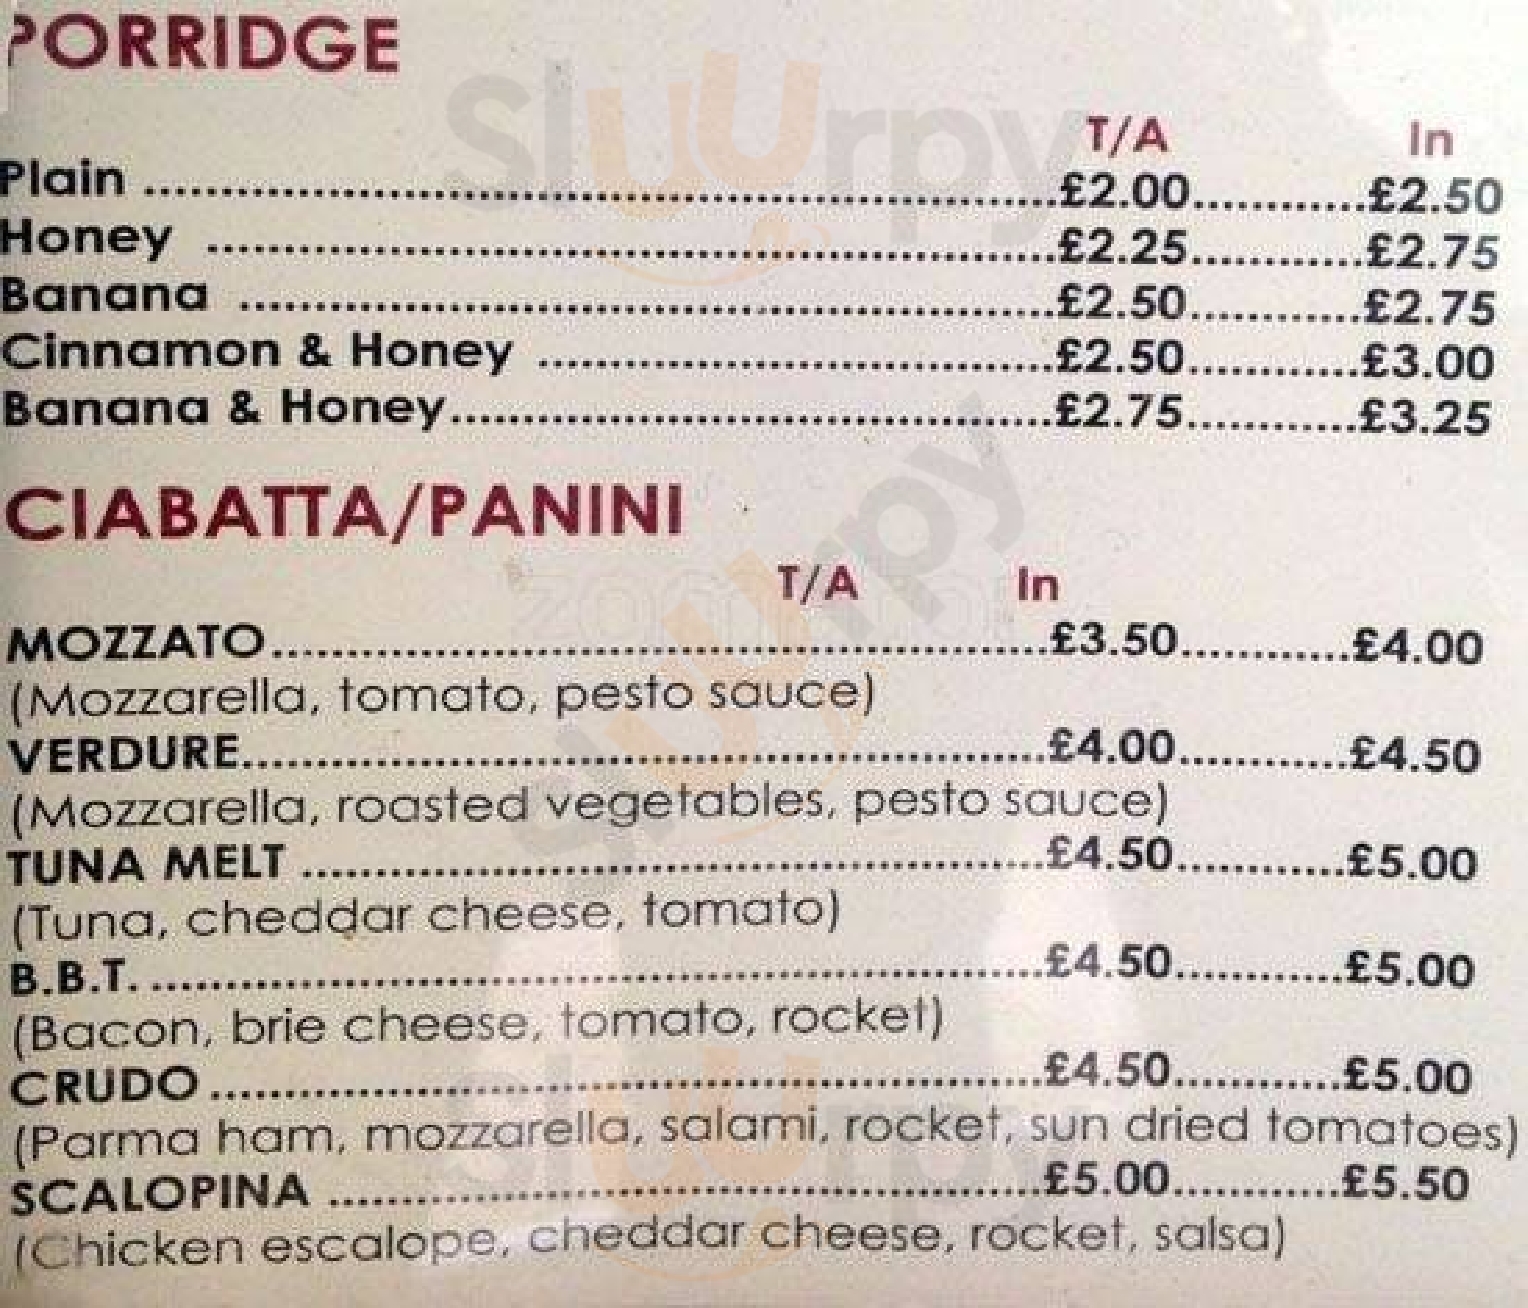 PORRIDGE
T/A In
Plain ........ £2.00 ........ £2.50
Honey ........ £2.25 ........ £2.75
Banana ........ £2.50 ........ £2.75
Cinnamon & Honey ........ £2.50 ........ £3.00
Banana & Honey ........ £2.75 ........ £3.25
CIABATTA/PANINI
T/A In
MOZZATO ........ £3.50 ........ £4.00
(Mozzarella, tomato, pesto sauce)
VERDURE ........ £4.00 ........ £4.50
(Mozzarella, roasted vegetables, pesto sauce)
TUNA MELT ........ £4.50 ........ £5.00
(Tuna, cheddar cheese, tomato)
B.B.T. ........ £4.50 ........ £5.00
(Bacon, brie cheese, tomato, rocket)
CRUDO ........ £4.50 ........ £5.00
(Parma ham, mozzarella, salami, rocket, sun dried tomatoes)
SCALOPINA ........ £5.00 ........ £5.50
(Chicken escalope, cheddar cheese, rocket, salsa)
Sluurpy
Sluurpy
Sluurpy